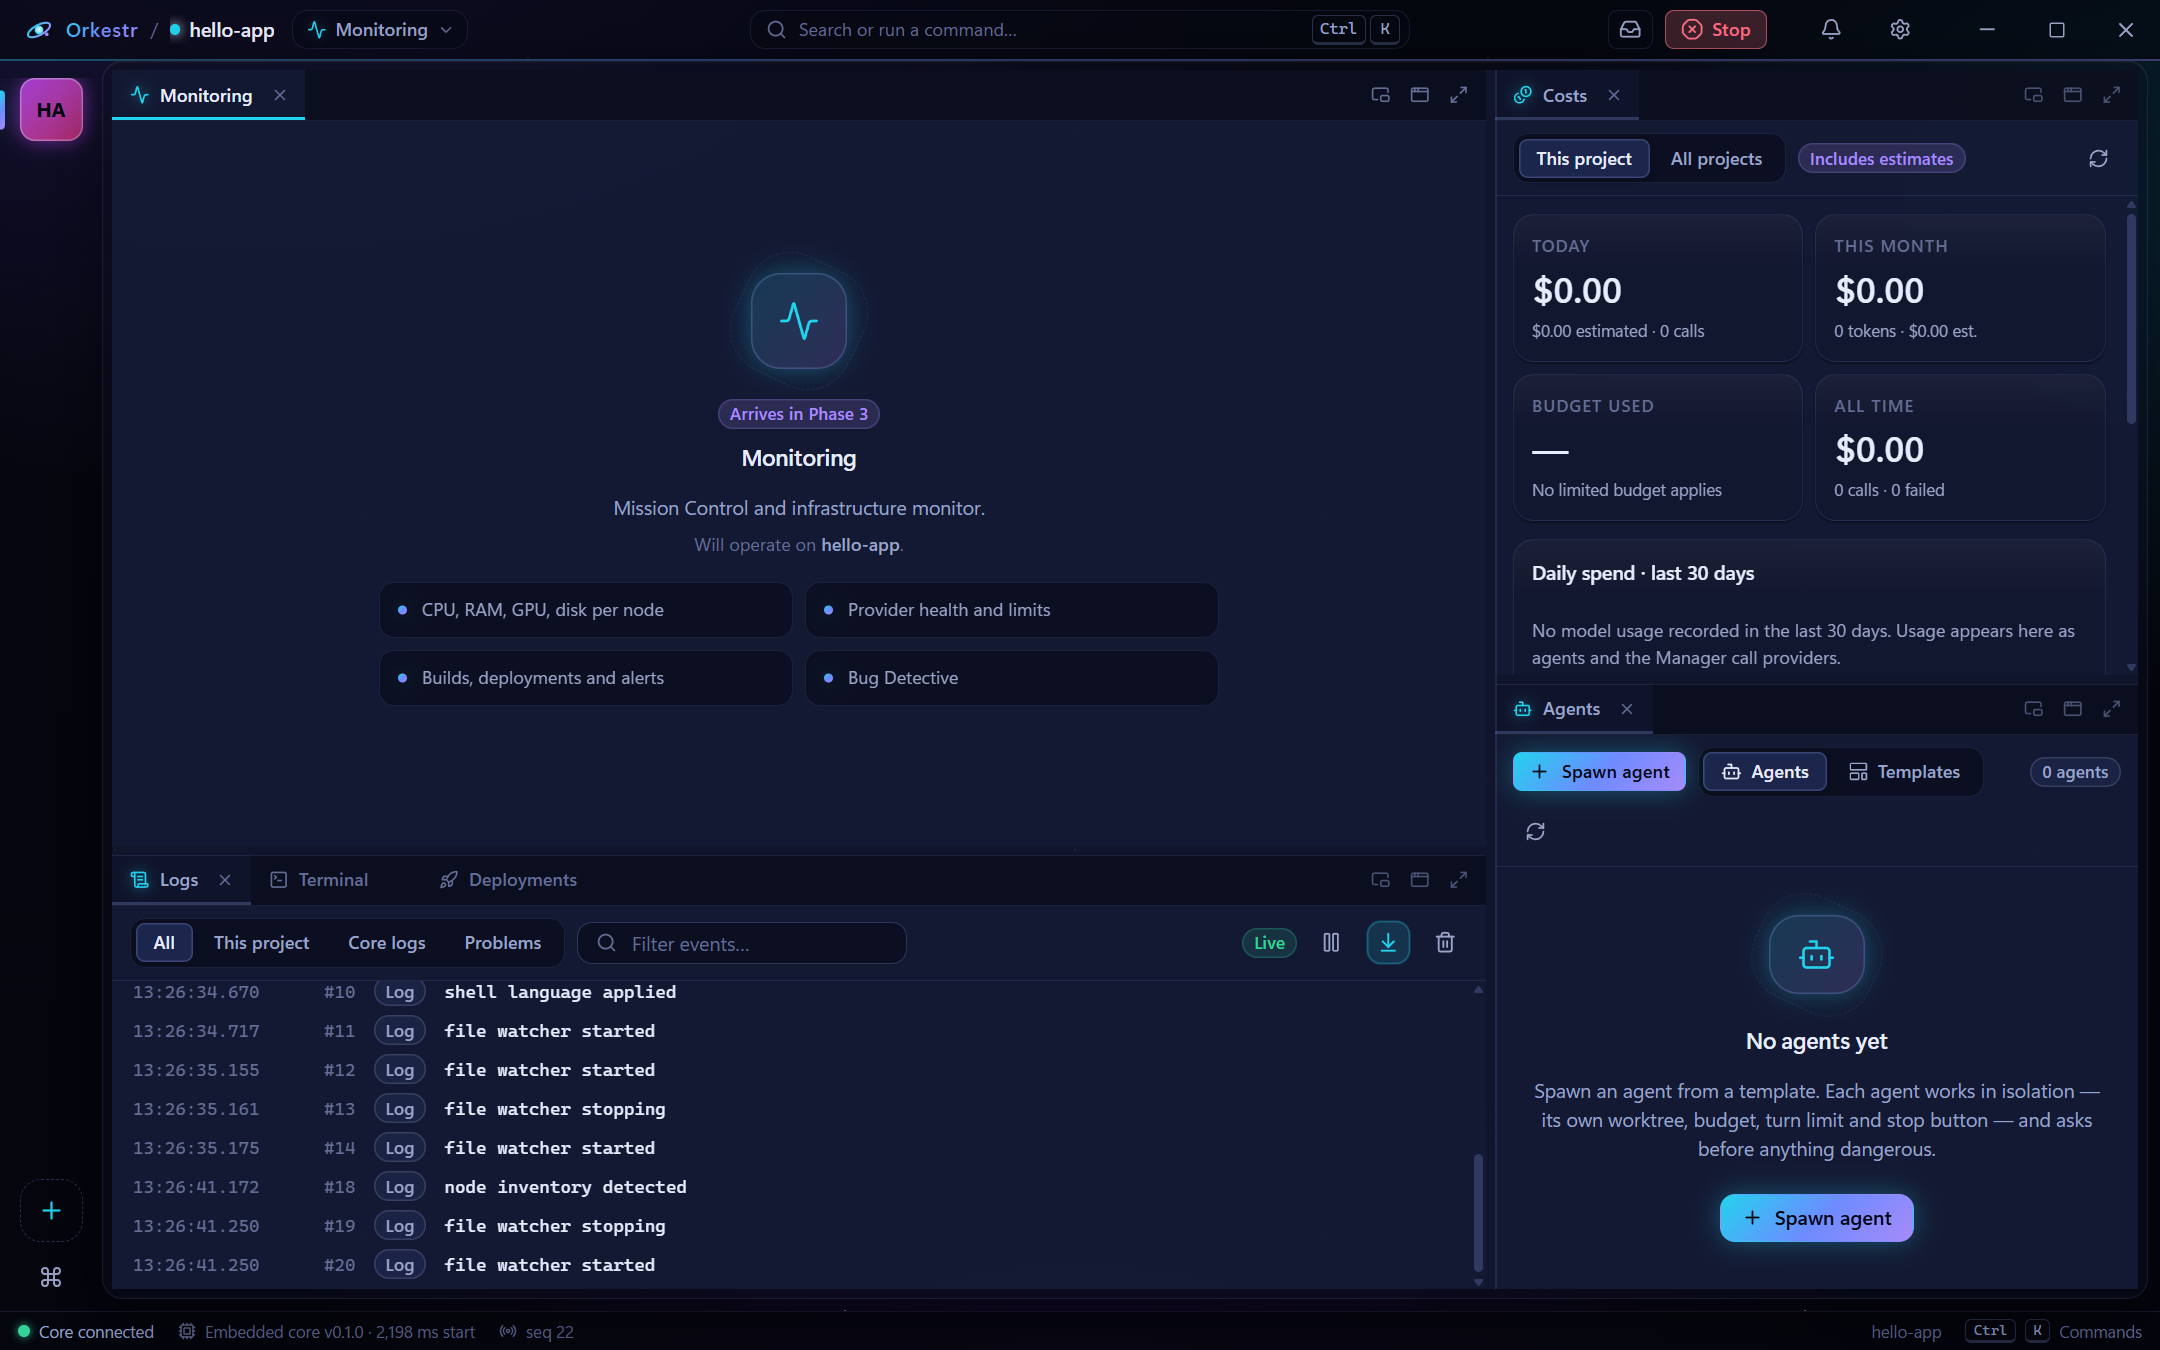 Orkestr / hello-app
Monitoring
Search or run a command...
Ctrl K
Stop
HA
Monitoring
Arrives in Phase 3
Monitoring
Mission Control and infrastructure monitor.
Will operate on hello-app.
CPU, RAM, GPU, disk per node
Provider health and limits
Builds, deployments and alerts
Bug Detective
Logs
Terminal
Deployments
All
This project
Core logs
Problems
Filter events...
Live
13:26:34.670 #10 Log shell language applied
13:26:34.717 #11 Log file watcher started
13:26:35.155 #12 Log file watcher started
13:26:35.161 #13 Log file watcher stopping
13:26:35.175 #14 Log file watcher started
13:26:41.172 #18 Log node inventory detected
13:26:41.250 #19 Log file watcher stopping
13:26:41.250 #20 Log file watcher started
Costs
This project
All projects
Includes estimates
TODAY
$0.00
$0.00 estimated · 0 calls
THIS MONTH
$0.00
0 tokens · $0.00 est.
BUDGET USED
—
No limited budget applies
ALL TIME
$0.00
0 calls · 0 failed
Daily spend · last 30 days
No model usage recorded in the last 30 days. Usage appears here as
agents and the Manager call providers.
Agents
Spawn agent
Agents
Templates
0 agents
No agents yet
Spawn an agent from a template. Each agent works in isolation —
its own worktree, budget, turn limit and stop button — and asks
before anything dangerous.
Spawn agent
Core connected
Embedded core v0.1.0 · 2,198 ms start
seq 22
hello-app
Ctrl K Commands